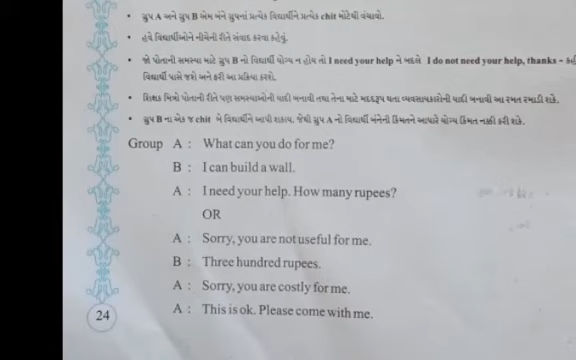 • ગ્રુપ A અને ગ્રુપ B એમ બંને ગ્રુપનાં પ્રત્યેક વિદ્યાર્થીને પ્રત્યેક chit મોટેથી વંચાવો.
• હવે વિદ્યાર્થીઓને નીચેની રીતે સંવાદ કરવા કહેવું.
• જો પોતાની સમસ્યા માટે ગ્રુપ B નો વિદ્યાર્થી યોગ્ય ન હોય તો I need your help ને બદલે I do not need your help, thanks –
વિદ્યાર્થી પાસે જશે અને ફરી આ પ્રક્રિયા કરશે.
• શિક્ષક મિત્રો પોતાની રીતે પણ સમસ્યાઓની યાદી બનાવી તથા તેના માટે મદદરૂપ થતા વ્યવસાયકારોની યાદી બનાવી આ રમત રમાડી શકે.
• ગ્રુપ B ના એક જ chit બે વિદ્યાર્થીને આપી શકાય. જેથી ગ્રુપ A નો વિદ્યાર્થી બંનેની કિંમતને આધારે યોગ્ય કિંમત નક્કી કરી શકે.
Group A : What can you do for me?
B : I can build a wall.
A : I need your help. How many rupees?
OR
A : Sorry, you are not useful for me.
B : Three hundred rupees.
A : Sorry, you are costly for me.
A : This is ok. Please come with me.
24